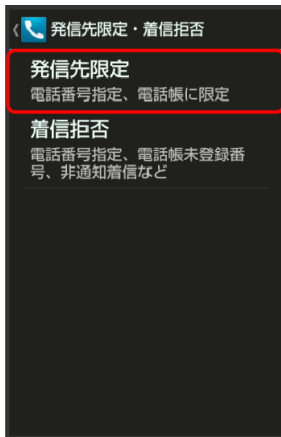 発信先限定・着信拒否
発信先限定
電話番号指定、電話帳に限定
着信拒否
電話番号指定、電話帳未登録番
号、非通知着信など